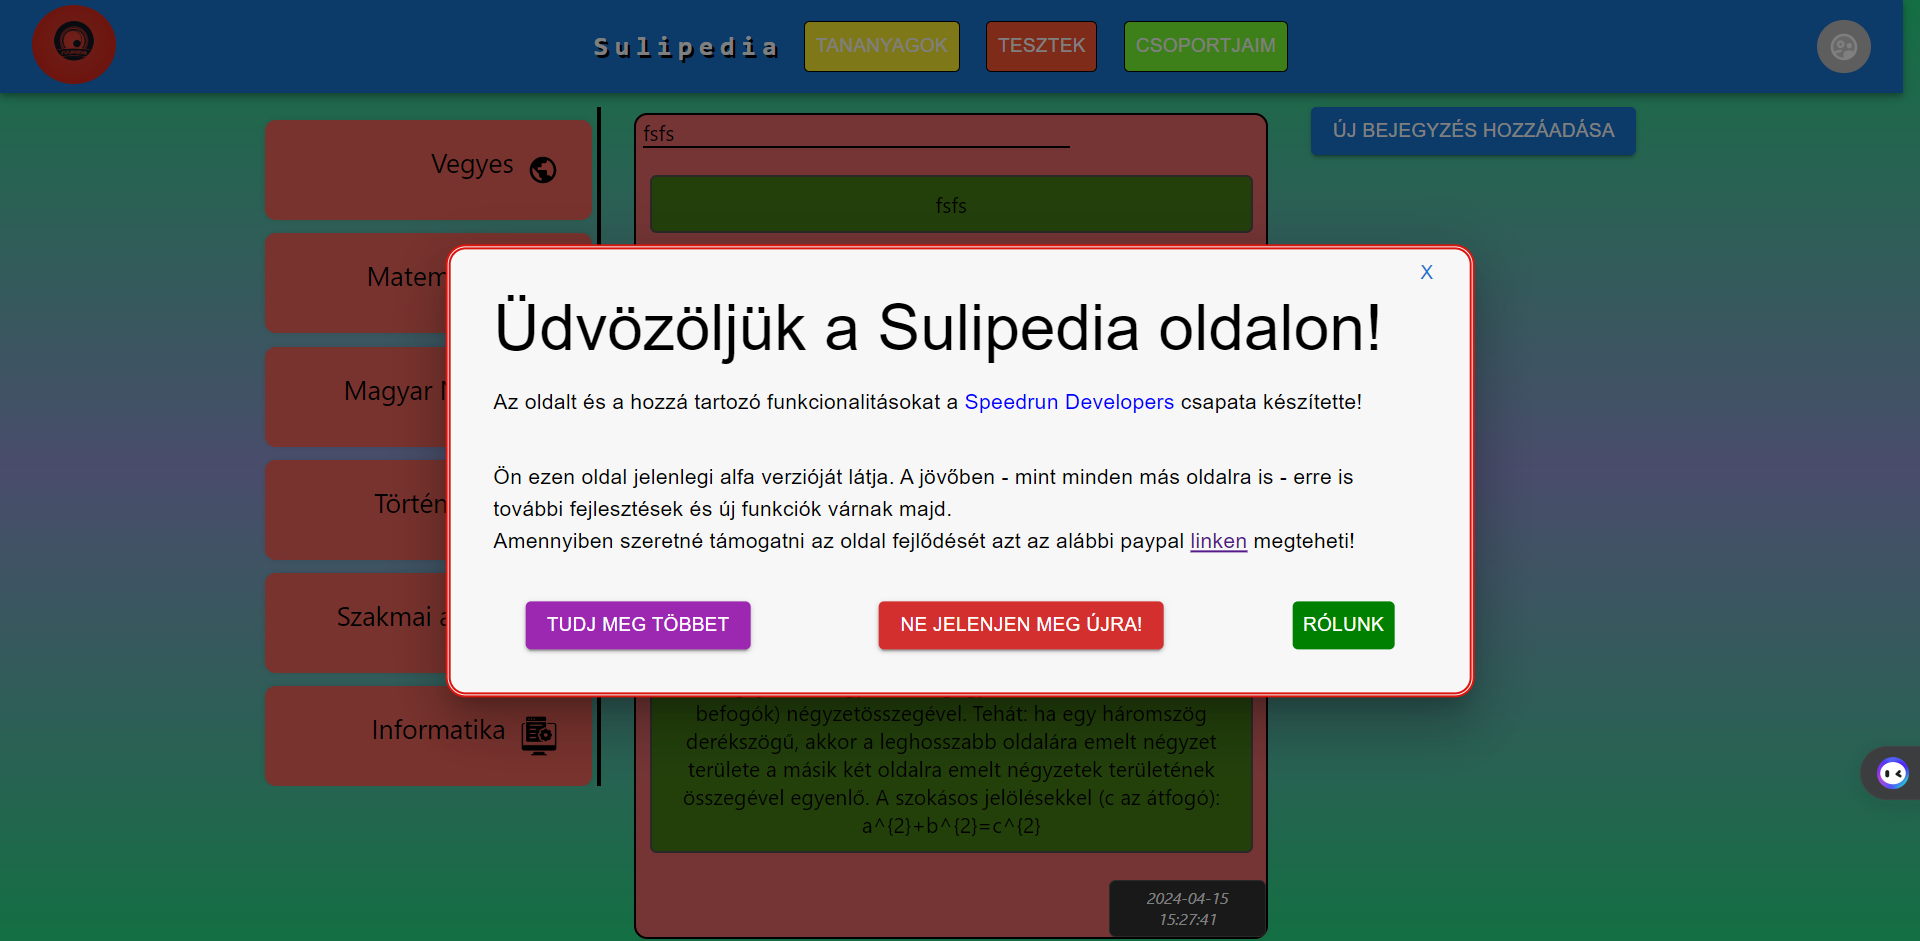 Sulipedia
TANANYAGOK
TESZTEK
CSOPORTJAIM
Vegyes
Matem
Magyar
Történ
Szakmai a
Informatika
fsfs
fsfs
ÚJ BEJEGYZÉS HOZZÁADÁSA
X
Üdvözöljük a Sulipedia oldalon!
Az oldalt és a hozzá tartozó funkcionalitásokat a Speedrun Developers csapata készítette!
Ön ezen oldal jelenlegi alfa verzióját látja. A jövőben - mint minden más oldalra is - erre is
további fejlesztések és új funkciók várnak majd.
Amennyiben szeretné támogatni az oldal fejlődését azt az alábbi paypal linken megteheti!
TUDJ MEG TÖBBET
NE JELENJEN MEG ÚJRA!
RÓLUNK
befogók) négyzetösszegével. Tehát: ha egy háromszög
derékszögű, akkor a leghosszabb oldalára emelt négyzet
területe a másik két oldalra emelt négyzetek területének
összegével egyenlő. A szokásos jelölésekkel (c az átfogó):
a^{2}+b^{2}=c^{2}
2024-04-15
15:27:41